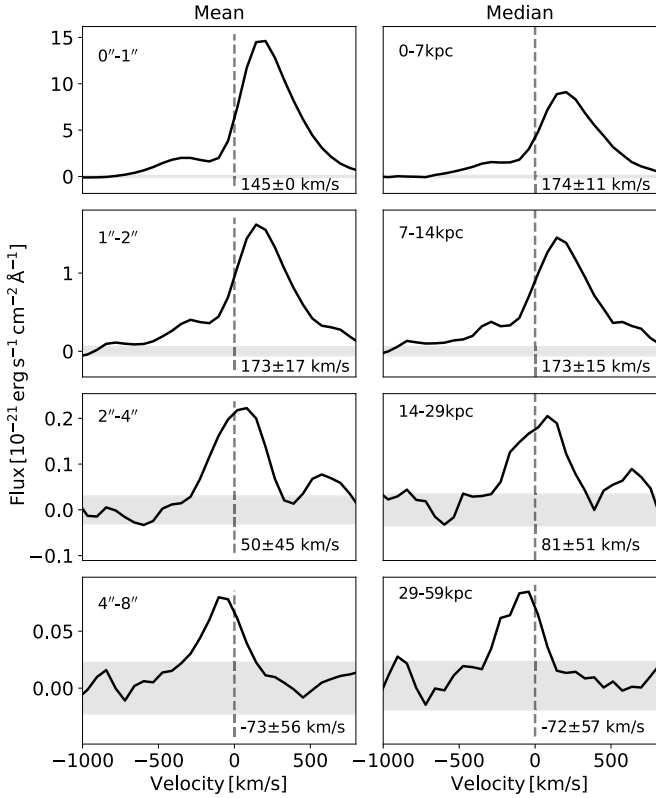 Mean Median
15
10
5
0
0″-1″
145±0 km/s
0-7kpc
174±11 km/s
1
0
1″-2″
173±17 km/s
7-14kpc
173±15 km/s
Flux [10⁻²¹ erg s⁻¹ cm⁻² Å⁻¹]
0.2
0.1
0.0
−0.1
2″-4″
50±45 km/s
14-29kpc
81±51 km/s
0.05
0.00
4″-8″
-73±56 km/s
29-59kpc
-72±57 km/s
−1000 −500 0 500 −1000 −500 0 500
Velocity [km/s] Velocity [km/s]